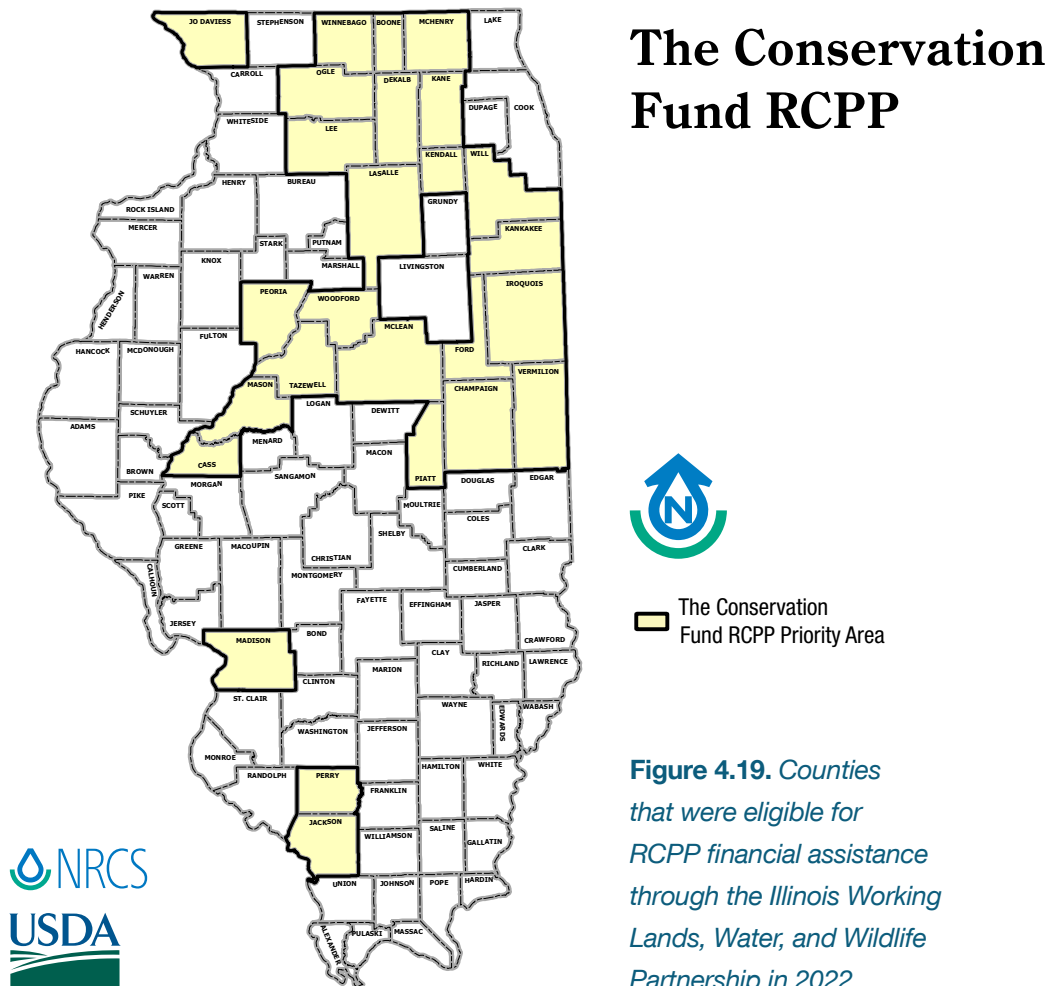 The Conservation
Fund RCPP
JO DAVIESS
STEPHENSON
WINNEBAGO
BOONE
MCHENRY
LAKE
CARROLL
OGLE
DEKALB
KANE
DUPAGE
COOK
WHITESIDE
LEE
KENDALL
WILL
LASALLE
HENRY
BUREAU
GRUNDY
ROCK ISLAND
MERCER
STARK
PUTNAM
KANKAKEE
KNOX
MARSHALL
LIVINGSTON
WARREN
HENDERSON
PEORIA
WOODFORD
IROQUOIS
MCLEAN
FULTON
HANCOCK
MCDONOUGH
FORD
VERMILION
MASON
TAZEWELL
CHAMPAIGN
LOGAN
DEWITT
SCHUYLER
ADAMS
MENARD
MACON
BROWN
CASS
SANGAMON
PIATT
DOUGLAS
EDGAR
MORGAN
PIKE
SCOTT
MOULTRIE
COLES
SHELBY
GREENE
MACOUPIN
CHRISTIAN
CLARK
CALHOUN
MONTGOMERY
CUMBERLAND
FAYETTE
EFFINGHAM
JASPER
JERSEY
MADISON
BOND
CRAWFORD
CLAY
RICHLAND
LAWRENCE
MARION
CLINTON
ST. CLAIR
WAYNE
EDWARDS
WABASH
WASHINGTON
JEFFERSON
MONROE
RANDOLPH
PERRY
HAMILTON
WHITE
FRANKLIN
JACKSON
WILLIAMSON
SALINE
GALLATIN
UNION
JOHNSON
POPE
HARDIN
ALEXANDER
PULASKI
MASSAC
N
The Conservation
Fund RCPP Priority Area
Figure 4.19. Counties
that were eligible for
RCPP financial assistance
through the Illinois Working
Lands, Water, and Wildlife
Partnership in 2022
NRCS
USDA